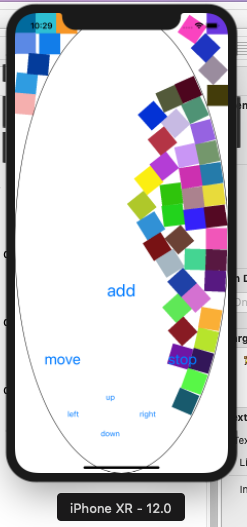 10:29
add
move stop
up
left right
down
iPhone XR - 12.0